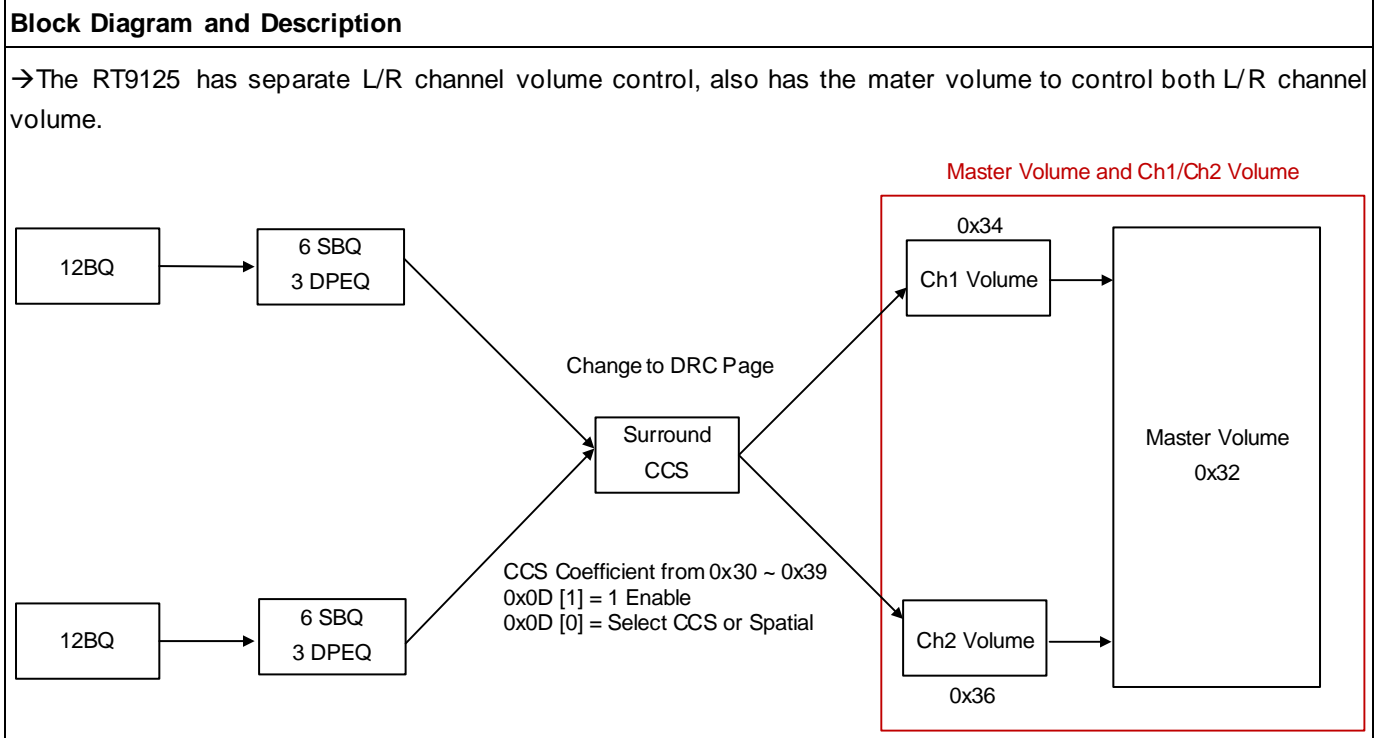 Block Diagram and Description
→The RT9125 has separate L/R channel volume control, also has the mater volume to control both L/R channel
volume.
Master Volume and Ch1/Ch2 Volume
0x34
12BQ
6 SBQ
3 DPEQ
Ch1 Volume
Change to DRC Page
Surround
CCS
Master Volume
0x32
CCS Coefficient from 0x30 ~ 0x39
0x0D [1] = 1 Enable
0x0D [0] = Select CCS or Spatial
12BQ
6 SBQ
3 DPEQ
Ch2 Volume
0x36